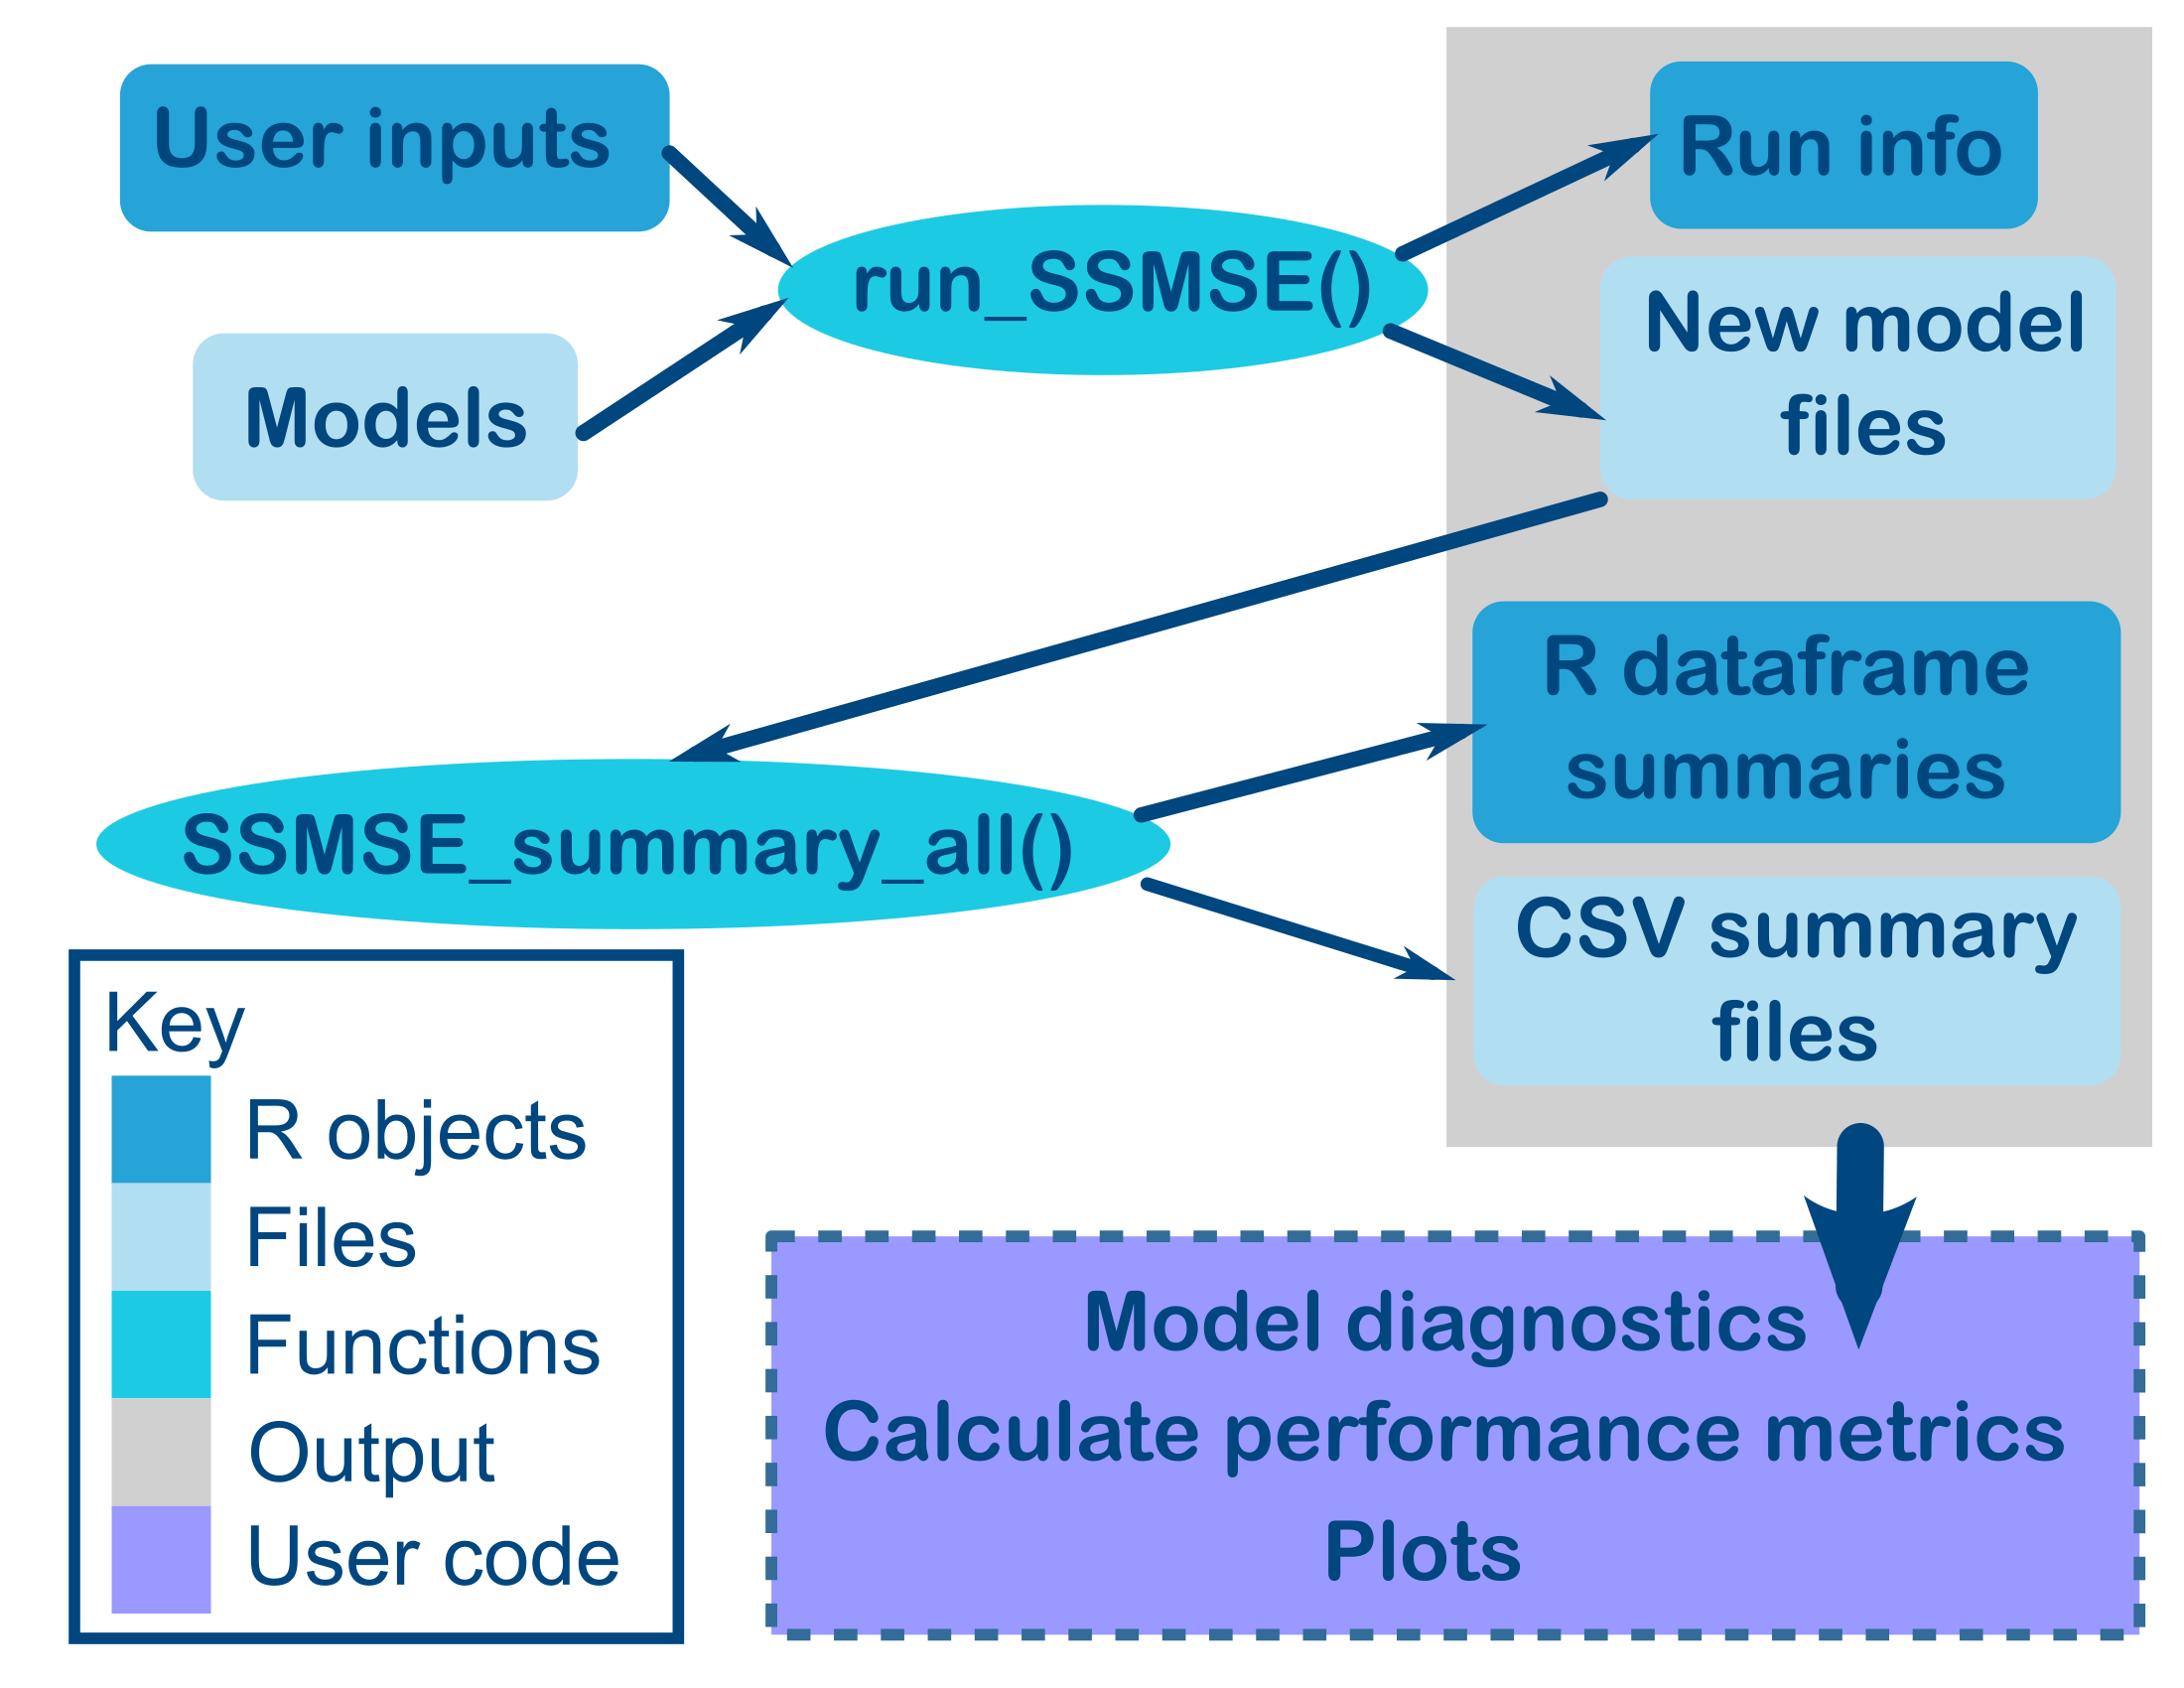 User inputs
Models
run_SSMSE()
Run info
New model
files
SSMSE_summary_all()
R dataframe
summaries
CSV summary
files
Key
R objects
Files
Functions
Output
User code
Model diagnostics
Calculate performance metrics
Plots